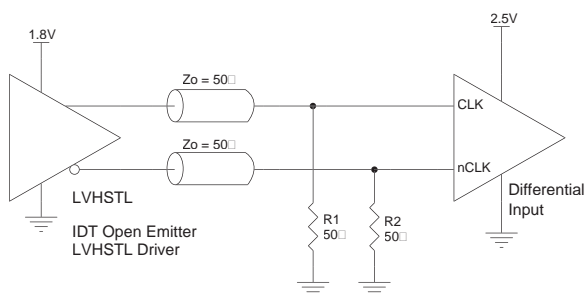 1.8V
2.5V
Zo = 50□
CLK
Zo = 50□
nCLK
LVHSTL
IDT Open Emitter
LVHSTL Driver
R1
50□
R2
50□
Differential
Input